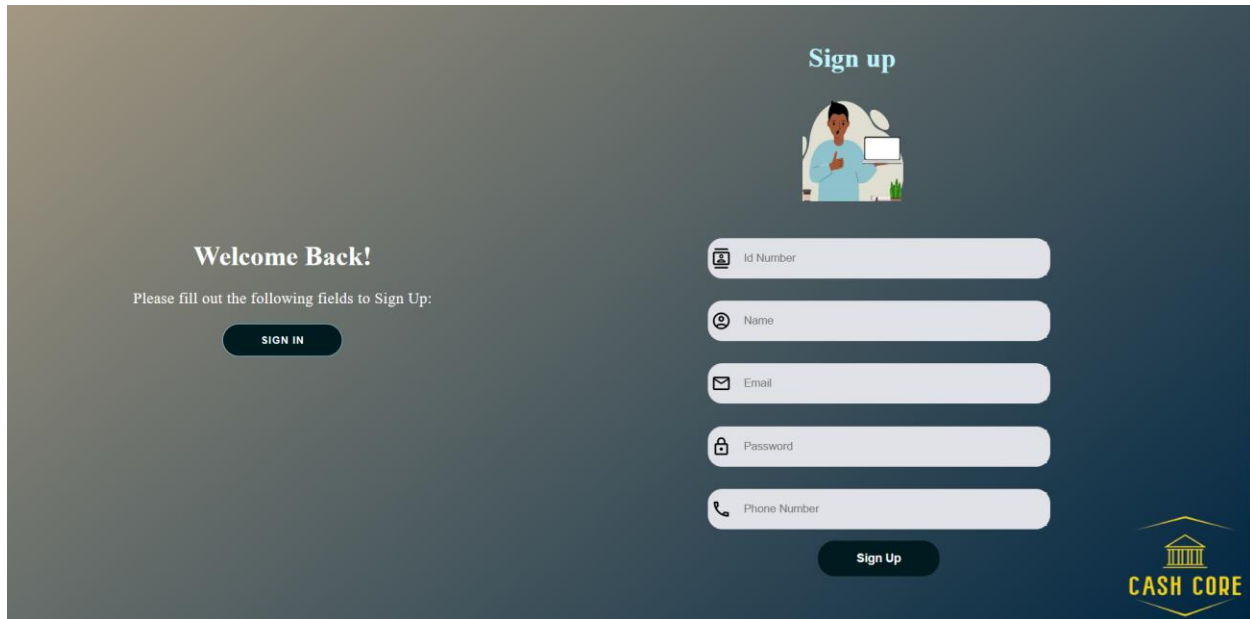 Welcome Back!
Please fill out the following fields to Sign Up:
SIGN IN
Sign up
Id Number
Name
Email
Password
Phone Number
Sign Up
CASH CORE